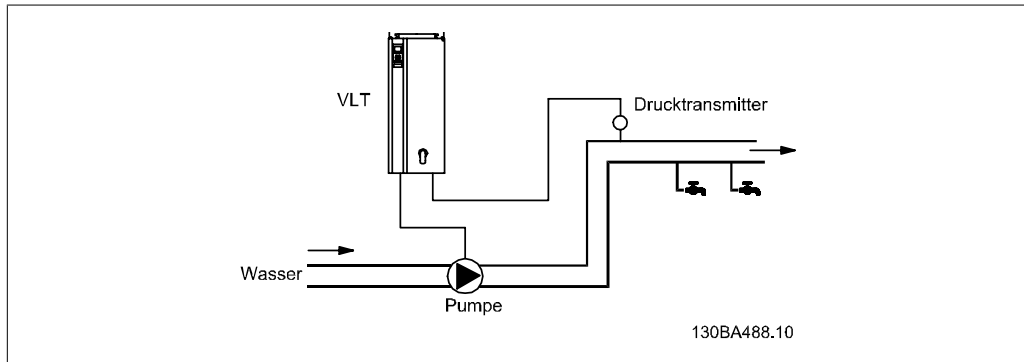 VLT
Drucktransmitter
Wasser
Pumpe
130BA488.10